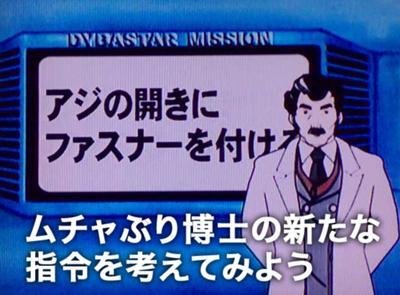 DYBASTAR MISSION
アジの開きに
ファスナーを付ける
ムチャぶり博士の新たな
指令を考えてみよう